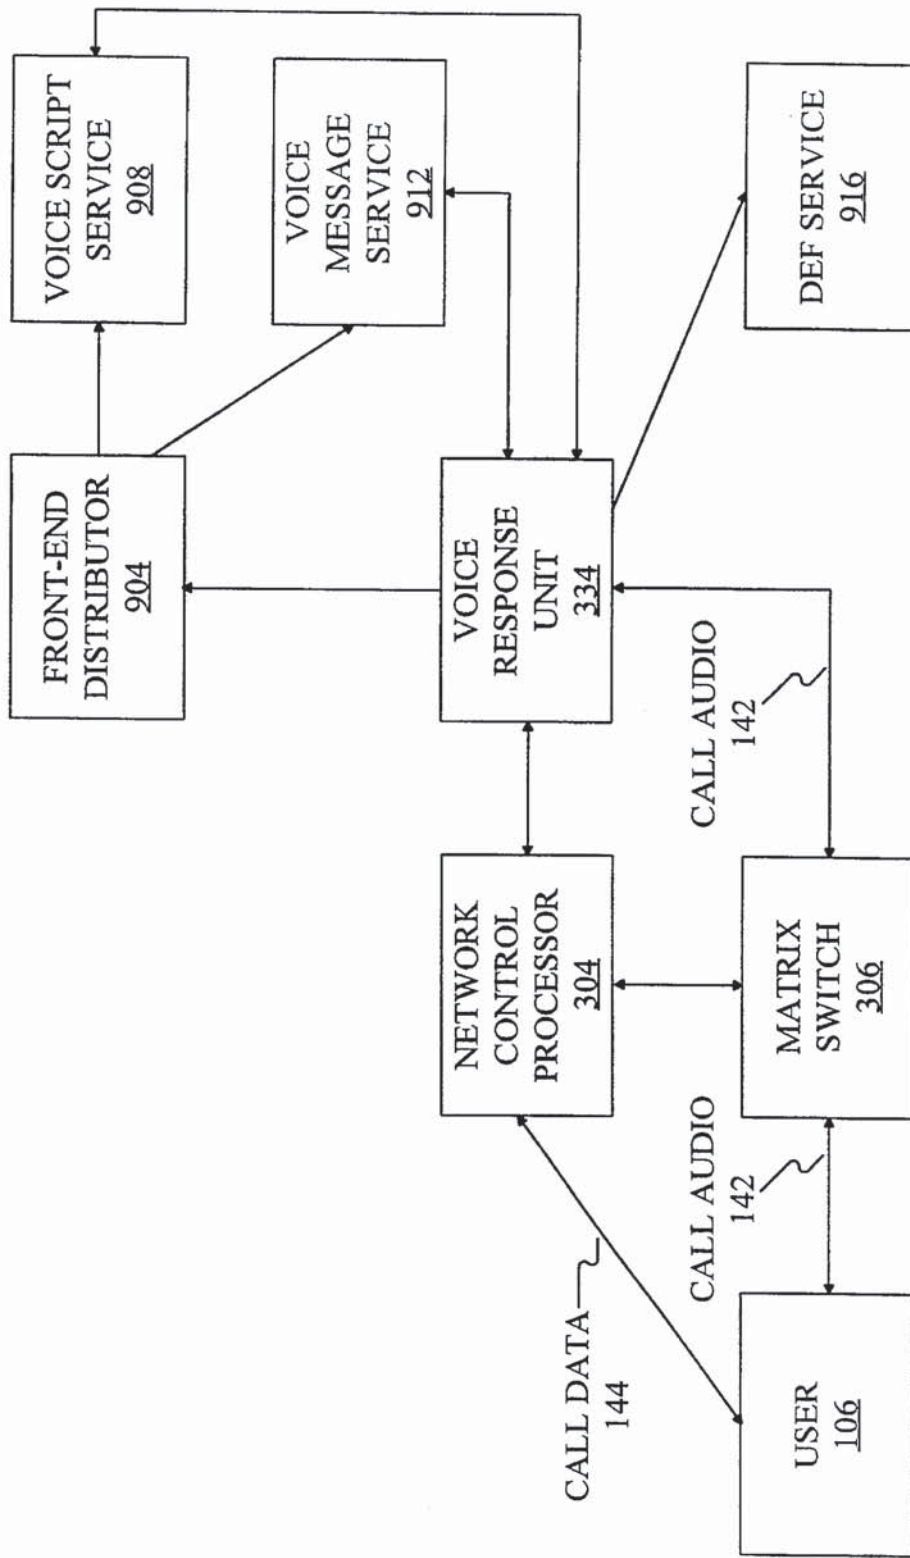 FRONT-END
DISTRIBUTOR
904
VOICE SCRIPT
SERVICE
908
VOICE
MESSAGE
SERVICE
912
NETWORK
CONTROL
PROCESSOR
304
VOICE
RESPONSE
UNIT
334
CALL DATA
144
CALL AUDIO
142
CALL AUDIO
142
USER
106
MATRIX
SWITCH
306
DEF SERVICE
916